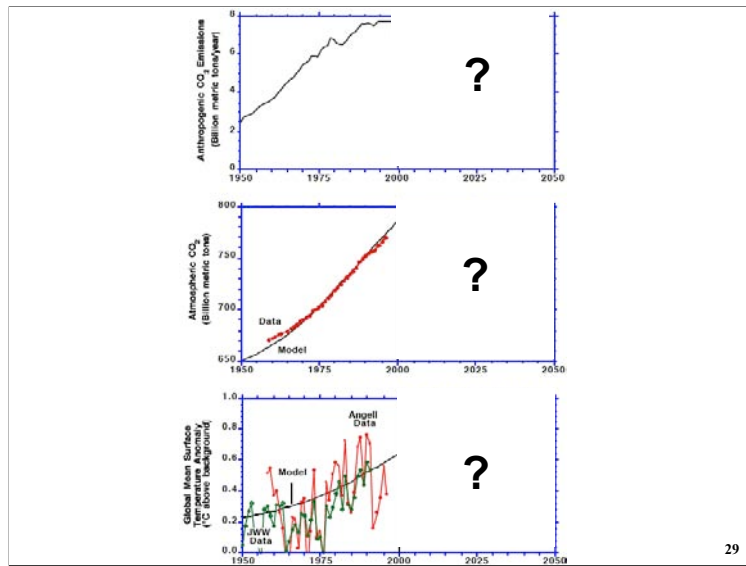 Anthropogenic CO2 Emissions
(Billion metric tons/year)
8
6
4
2
0
1950 1975 2000 2025 2050
?
Atmospheric CO2
(Billion metric tons)
800
750
700
650
Data
Model
1950 1975 2000 2025 2050
?
Global Mean Surface
Temperature Anomaly
(°C above background)
1.0
0.8
0.6
0.4
0.2
0.0
Angell
Data
Model
JWW
Data
1950 1975 2000 2025 2050
?
29